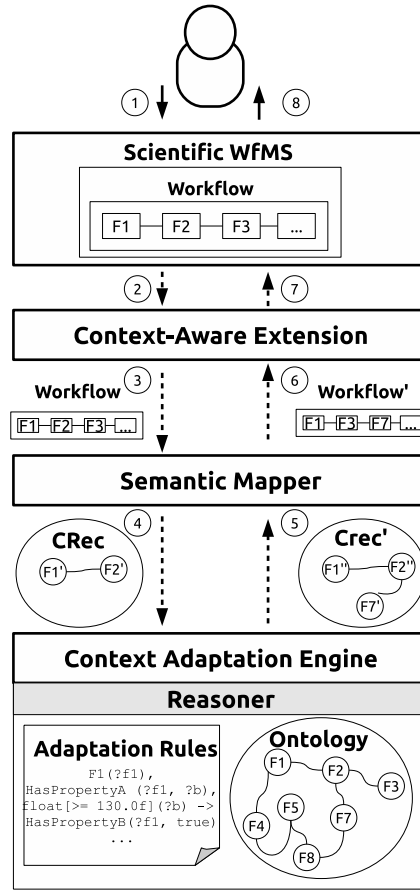 1
8
Scientific WfMS
Workflow
F1 F2 F3 ...
2
7
Context-Aware Extension
Workflow 3
6 Workflow'
F1 F2 F3 ...
F1 F3 F7 ...
Semantic Mapper
4
5
CRec
F1' F2'
Crec'
F1'' F2''
F7'
Context Adaptation Engine
Reasoner
Adaptation Rules
F1(?f1),
HasPropertyA (?f1, ?b),
float[>= 130.0f](?b) ->
HasPropertyB(?f1, true)
...
Ontology
F1
F2
F3
F5
F4
F7
F8